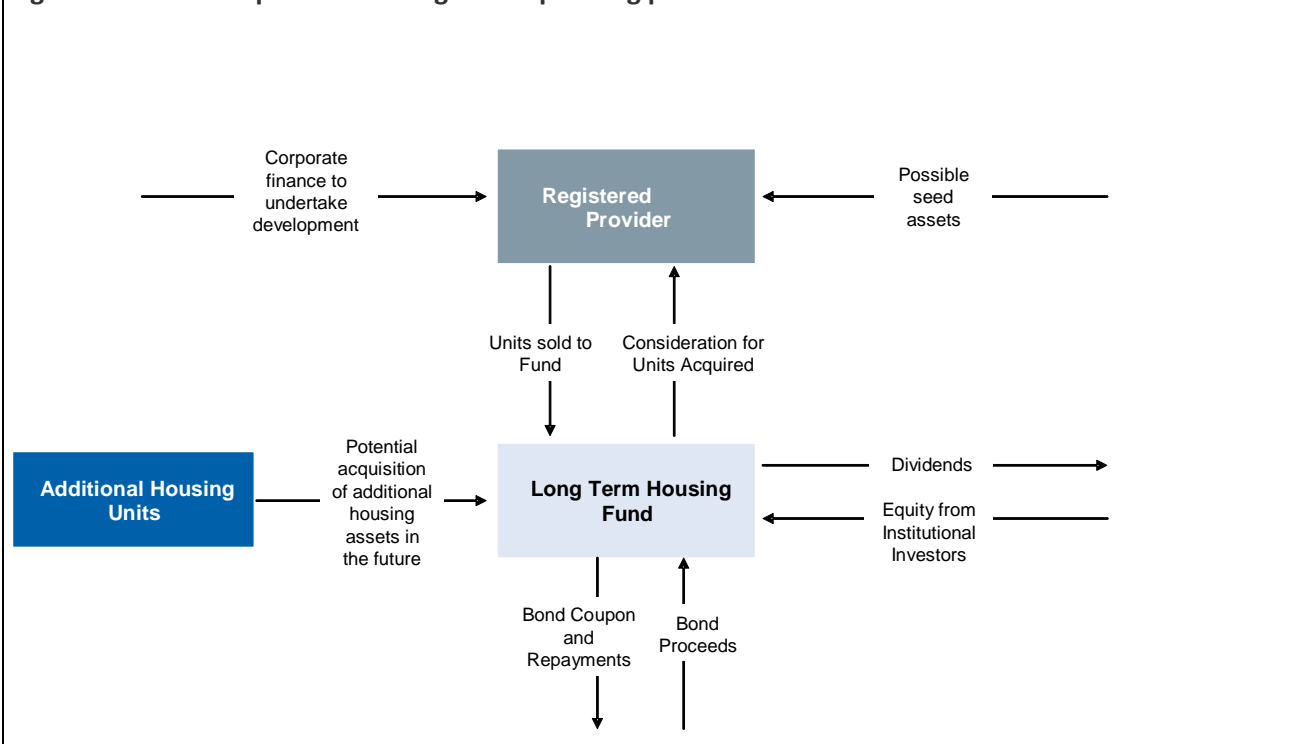 Corporate
finance to
undertake
development
Registered
Provider
Possible
seed
assets
Units sold to
Fund
Consideration for
Units Acquired
Additional Housing
Units
Potential
acquisition
of additional
housing
assets in
the future
Long Term Housing
Fund
Dividends
Equity from
Institutional
Investors
Bond Coupon
and
Repayments
Bond
Proceeds